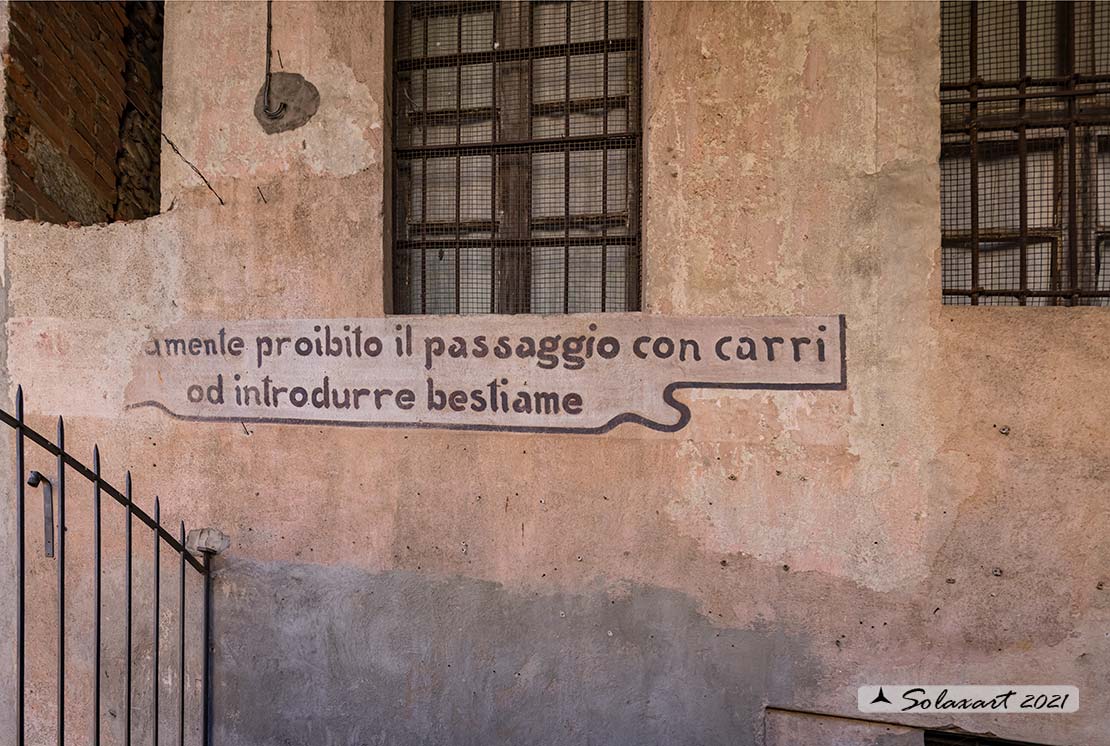 amente proibito il passaggio con carri
od introdurre bestiame
Solaxart 2021